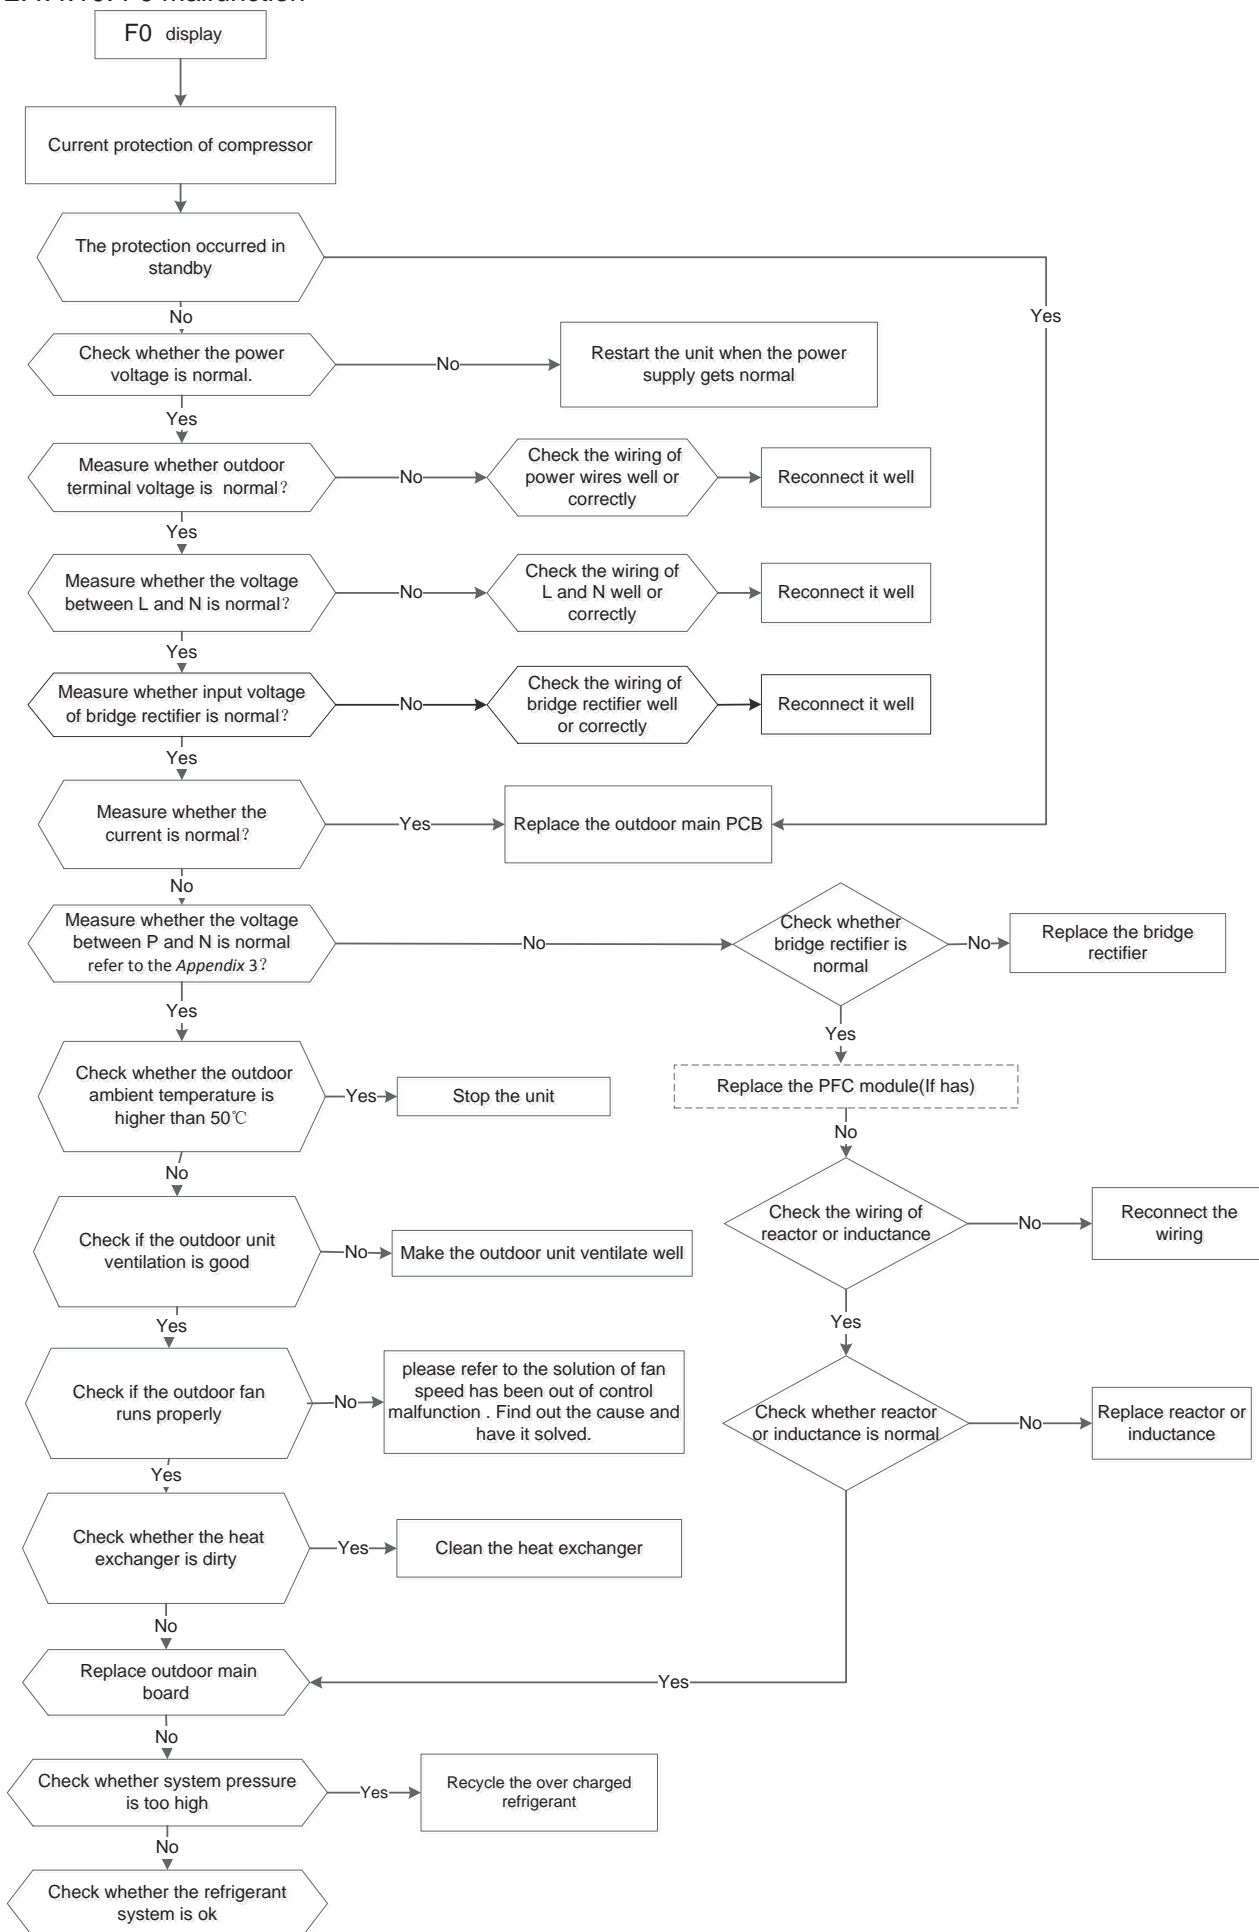 F0 display
Current protection of compressor
The protection occurred in
standby
No
Yes
Check whether the power
voltage is normal.
No
Restart the unit when the power
supply gets normal
Yes
Measure whether outdoor
terminal voltage is normal?
No
Check the wiring of
power wires well or
correctly
Reconnect it well
Yes
Measure whether the voltage
between L and N is normal?
No
Check the wiring of
L and N well or
correctly
Reconnect it well
Yes
Measure whether input voltage
of bridge rectifier is normal?
No
Check the wiring of
bridge rectifier well
or correctly
Reconnect it well
Yes
Measure whether the
current is normal?
Yes
Replace the outdoor main PCB
No
Measure whether the voltage
between P and N is normal
refer to the Appendix 3?
No
Check whether
bridge rectifier is
normal
No
Replace the bridge
rectifier
Yes
Yes
Check whether the outdoor
ambient temperature is
higher than 50℃
Yes
Stop the unit
Replace the PFC module(If has)
No
No
Check if the outdoor unit
ventilation is good
No
Make the outdoor unit ventilate well
Check the wiring of
reactor or inductance
No
Reconnect the
wiring
Yes
Yes
Check if the outdoor fan
runs properly
No
please refer to the solution of fan
speed has been out of control
malfunction . Find out the cause and
have it solved.
Check whether reactor
or inductance is normal
No
Replace reactor or
inductance
Yes
Check whether the heat
exchanger is dirty
Yes
Clean the heat exchanger
No
Replace outdoor main
board
Yes
No
Check whether system pressure
is too high
Yes
Recycle the over charged
refrigerant
No
Check whether the refrigerant
system is ok